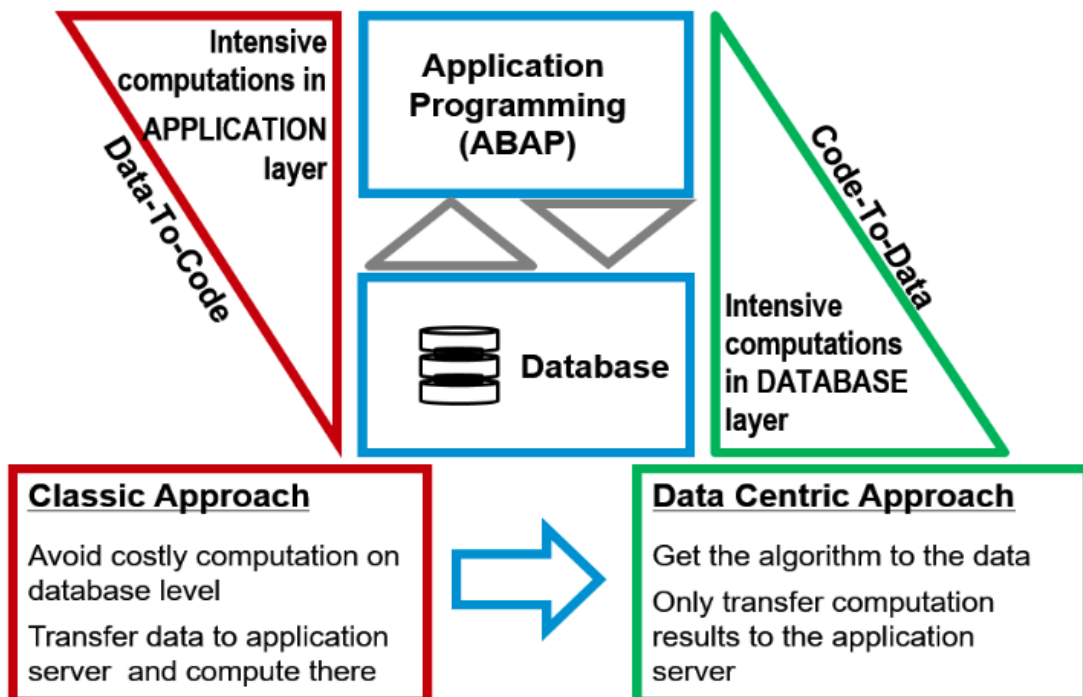 Intensive
computations in
APPLICATION
layer
Data-To-Code
Application
Programming
(ABAP)
Database
Code-To-Data
Intensive
computations
in DATABASE
layer
Classic Approach
Avoid costly computation on
database level
Transfer data to application
server and compute there
Data Centric Approach
Get the algorithm to the data
Only transfer computation
results to the application
server